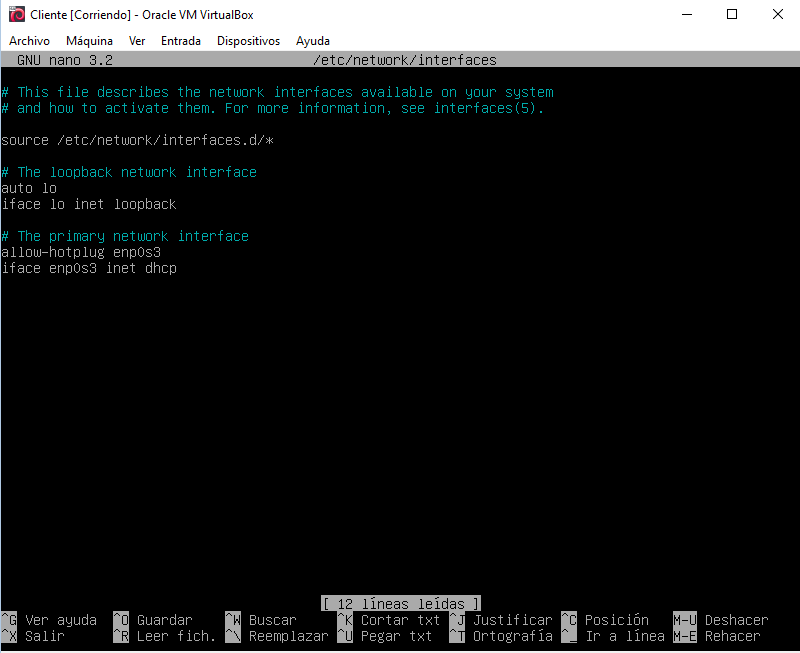 Cliente [Corriendo] - Oracle VM VirtualBox
Archivo Máquina Ver Entrada Dispositivos Ayuda
GNU nano 3.2 /etc/network/interfaces
# This file describes the network interfaces available on your system
# and how to activate them. For more information, see interfaces(5).
source /etc/network/interfaces.d/*
# The loopback network interface
auto lo
iface lo inet loopback
# The primary network interface
allow-hotplug enp0s3
iface enp0s3 inet dhcp
[ 12 líneas leídas ]
^G Ver ayuda ^O Guardar ^W Buscar ^K Cortar txt ^J Justificar ^C Posición M-U Deshacer
^X Salir ^R Leer fich. ^\ Reemplazar ^U Pegar txt ^T Ortografía ^_ Ir a línea M-E Rehacer